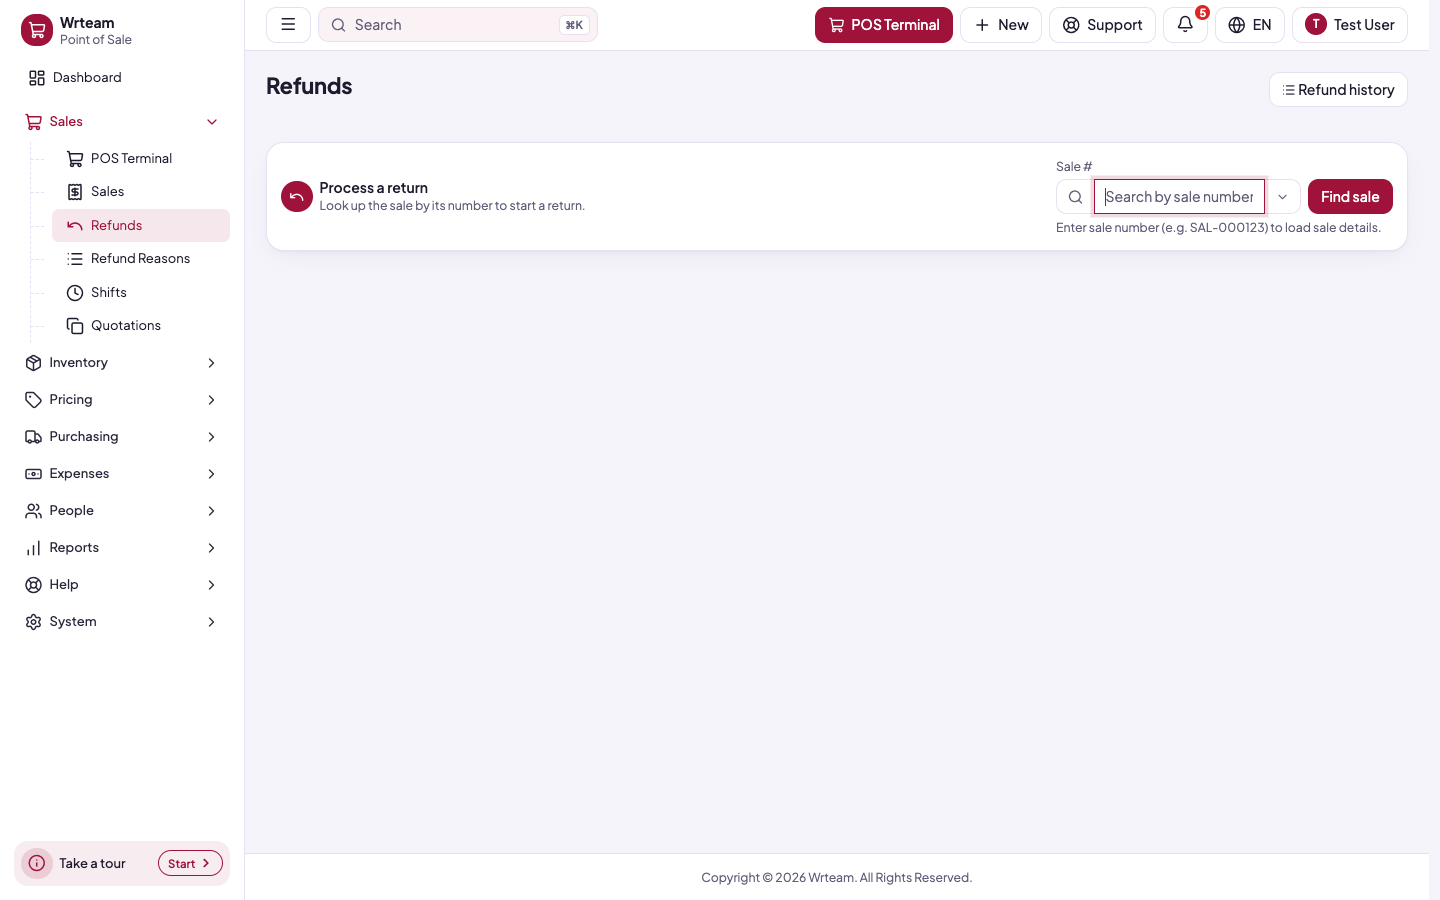 Wrteam
Point of Sale
Dashboard
Sales
POS Terminal
Sales
Refunds
Refund Reasons
Shifts
Quotations
Inventory
Pricing
Purchasing
Expenses
People
Reports
Help
System
Take a tour
Start
Search
⌘K
POS Terminal
New
Support
5
EN
T
Test User
Refunds
Refund history
Process a return
Look up the sale by its number to start a return.
Sale #
Search by sale number
Find sale
Enter sale number (e.g. SAL-000123) to load sale details.
Copyright © 2026 Wrteam. All Rights Reserved.